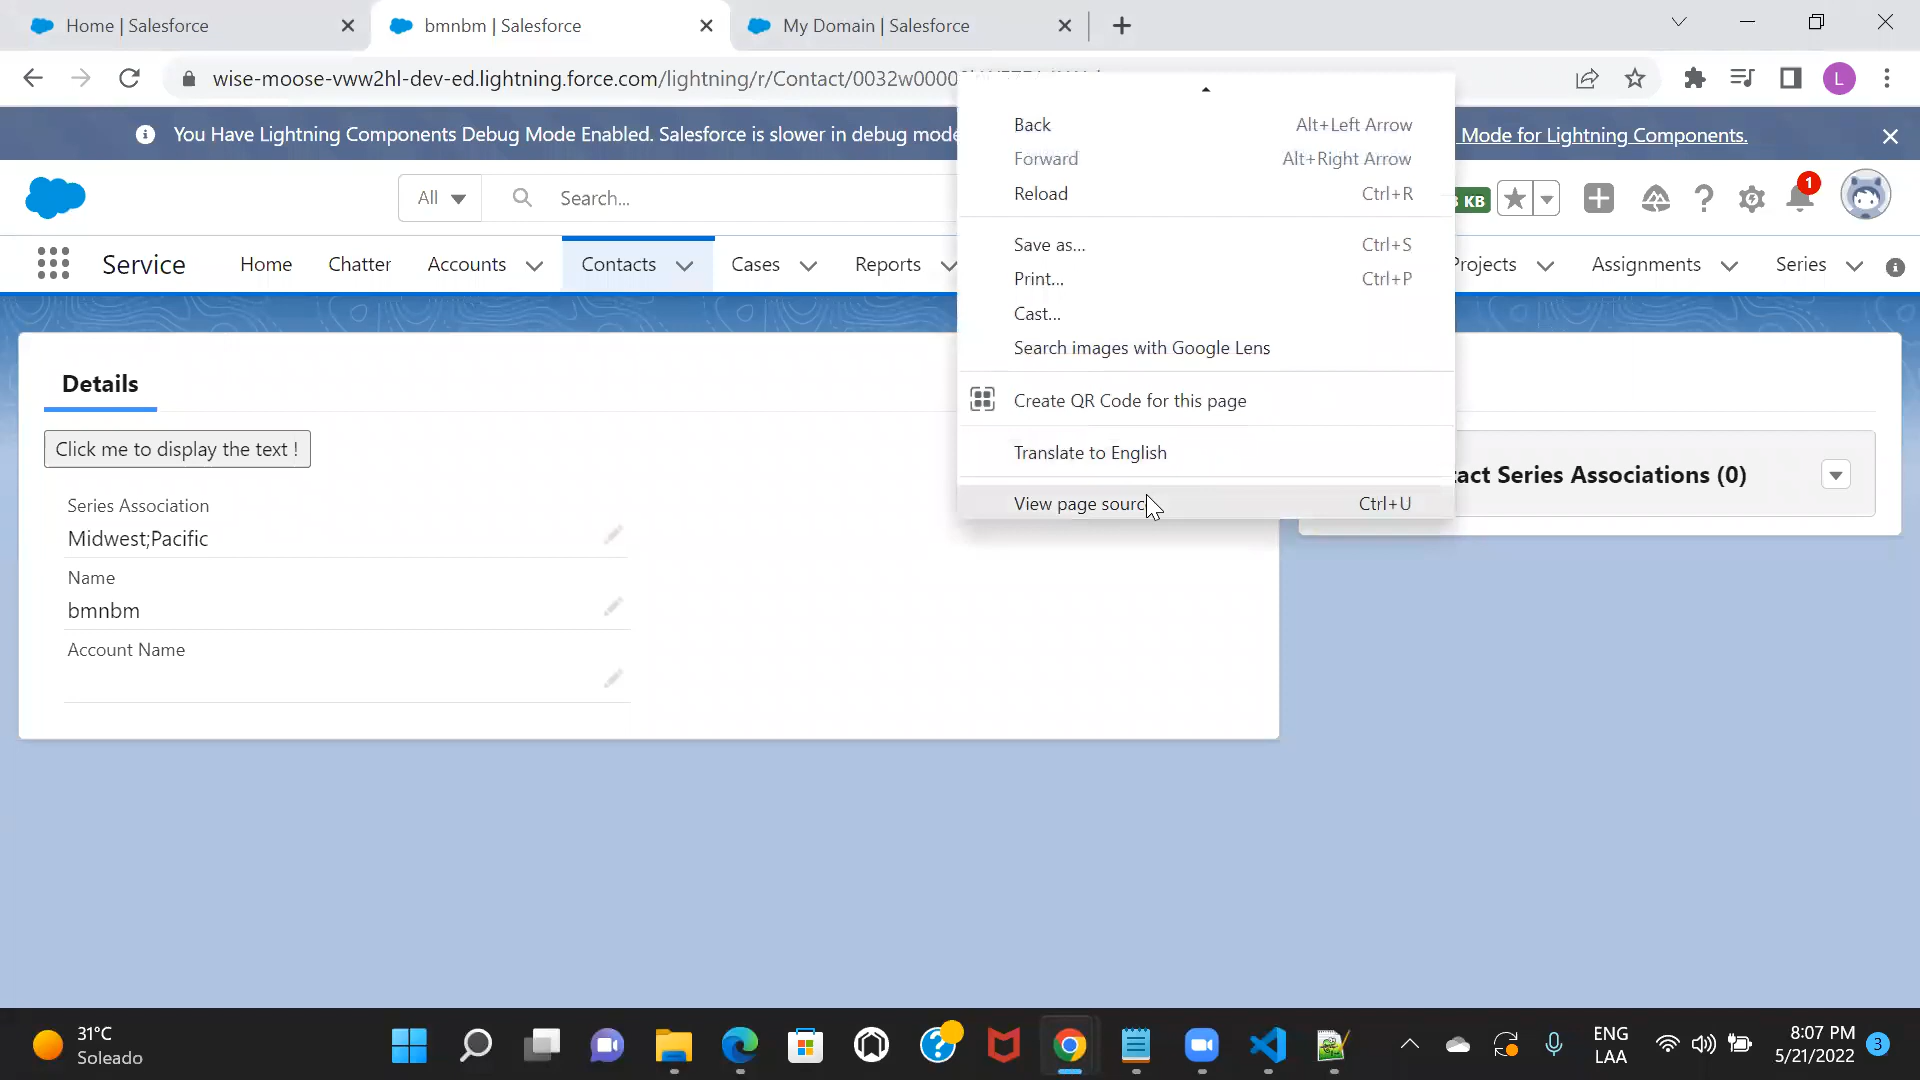 Home | Salesforce
bmnbm | Salesforce
My Domain | Salesforce
wise-moose-vww2hl-dev-ed.lightning.force.com/lightning/r/Contact/0032w00000
L
You Have Lightning Components Debug Mode Enabled. Salesforce is slower in debug mode
Mode for Lightning Components.
All
Search...
KB
1
Service
Home
Chatter
Accounts
Contacts
Cases
Reports
Projects
Assignments
Series
Back Alt+Left Arrow
Forward Alt+Right Arrow
Reload Ctrl+R
Save as... Ctrl+S
Print... Ctrl+P
Cast...
Search images with Google Lens
Create QR Code for this page
Translate to English
View page sourc Ctrl+U
Details
Click me to display the text !
Series Association
Midwest;Pacific
Name
bmnbm
Account Name
tact Series Associations (0)
31°C
Soleado
ENG
LAA
8:07 PM
5/21/2022
3